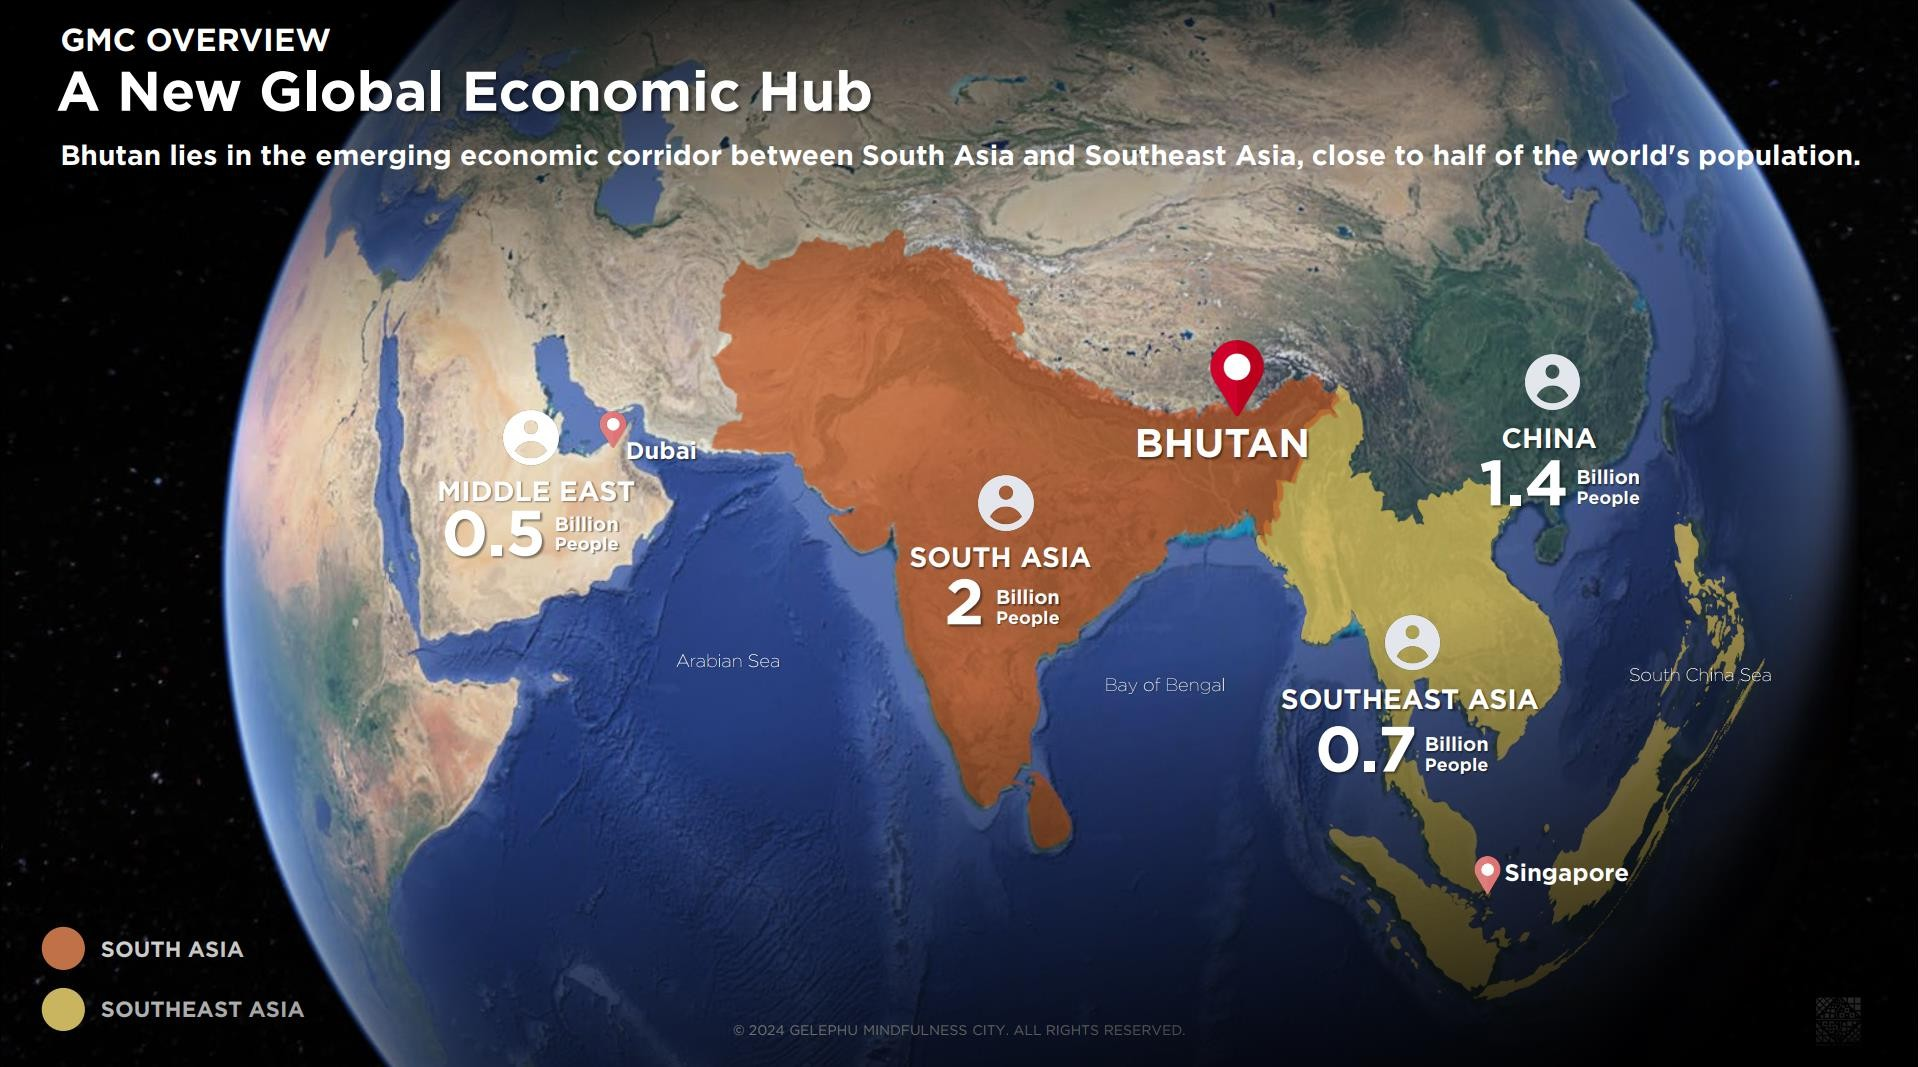 GMC OVERVIEW
A New Global Economic Hub
Bhutan lies in the emerging economic corridor between South Asia and Southeast Asia, close to half of the world's population.
BHUTAN
CHINA
1.4 Billion People
Dubai
MIDDLE EAST
0.5 Billion People
SOUTH ASIA
2 Billion People
Arabian Sea
Bay of Bengal
South China Sea
SOUTHEAST ASIA
0.7 Billion People
Singapore
SOUTH ASIA
SOUTHEAST ASIA
© 2024 GELEPHU MINDFULNESS CITY. ALL RIGHTS RESERVED.